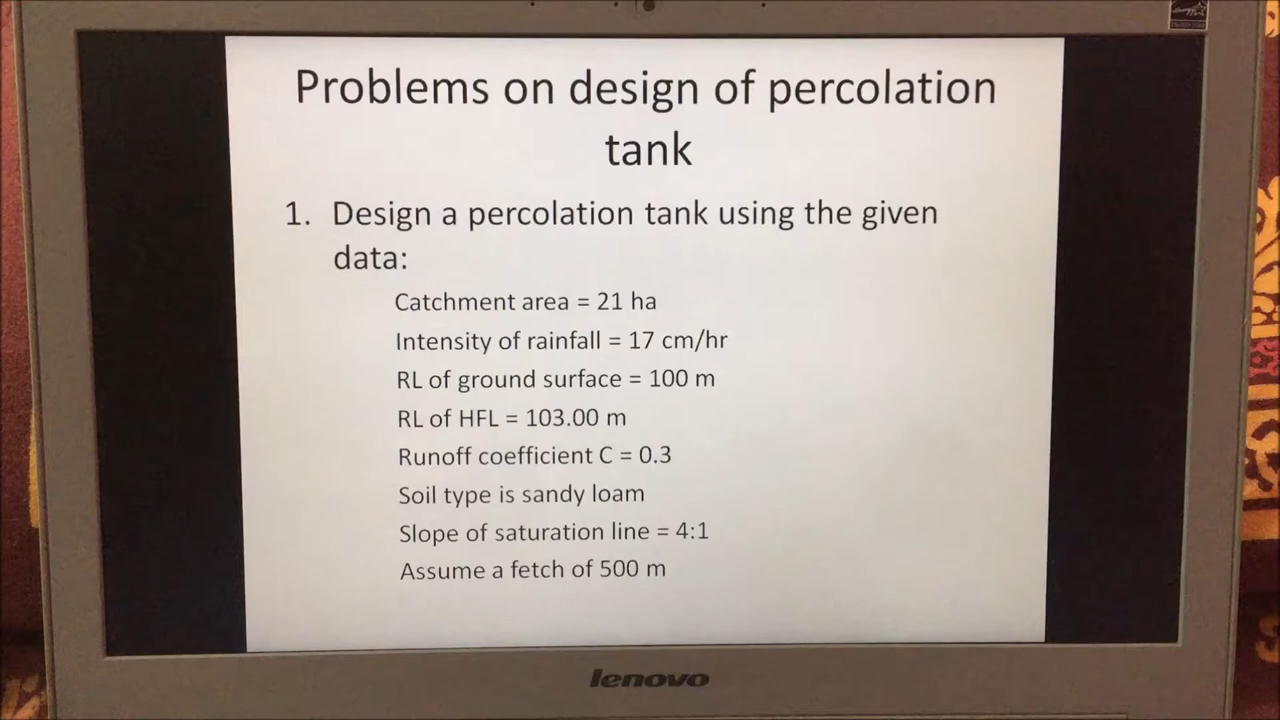 Problems on design of percolation
tank
1. Design a percolation tank using the given
data:
Catchment area = 21 ha
Intensity of rainfall = 17 cm/hr
RL of ground surface = 100 m
RL of HFL = 103.00 m
Runoff coefficient C = 0.3
Soil type is sandy loam
Slope of saturation line = 4:1
Assume a fetch of 500 m
lenovo